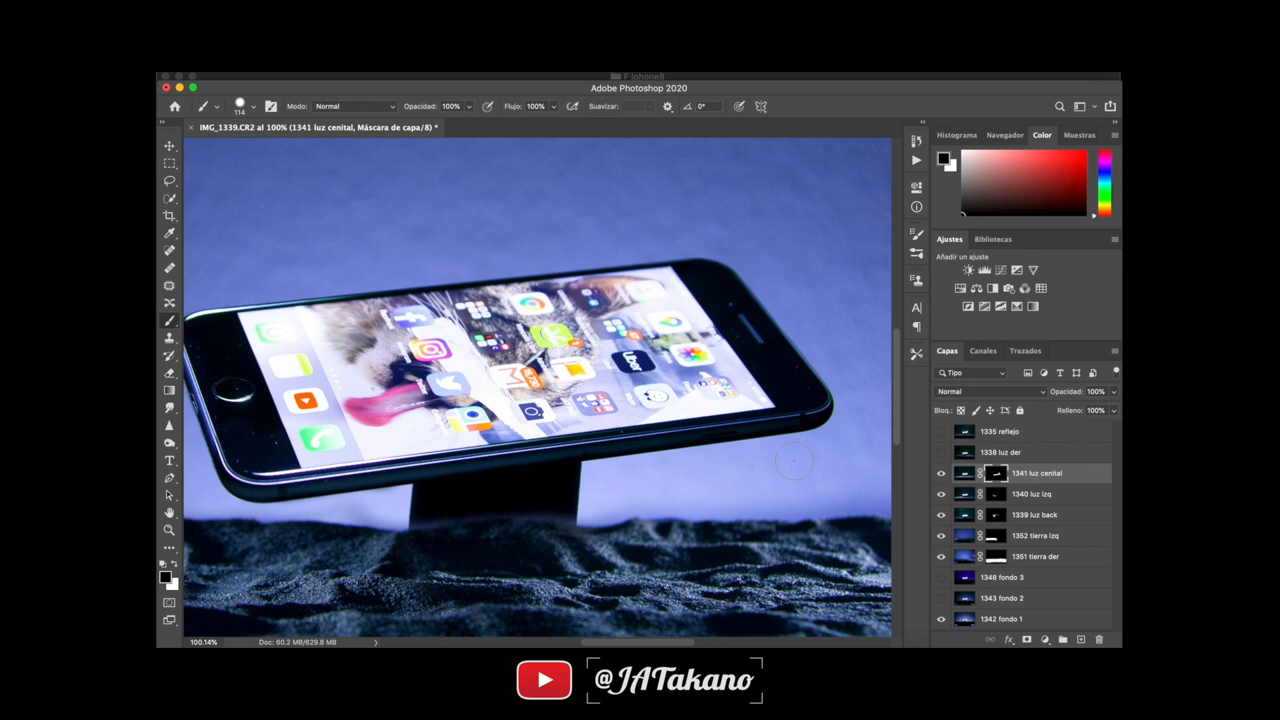 F Iphone8
Adobe Photoshop 2020
114
Modo: Normal
Opacidad: 100%
Flujo: 100%
Suavizar:
0°
IMG_1339.CR2 al 100% (1341 luz cenital, Máscara de capa/8) *
Histograma
Navegador
Color
Muestras
Ajustes
Bibliotecas
Añadir un ajuste
Uber
Capas
Canales
Trazados
Tipo
Normal
Opacidad: 100%
Bloq.:
Relleno: 100%
1335 reflejo
1338 luz der
1341 luz cenital
1340 luz izq
1339 luz back
1352 tierra izq
1351 tierra der
1348 fondo 3
1343 fondo 2
1342 fondo 1
100.14%
Doc: 60.2 MB/629.8 MB
@JATakano